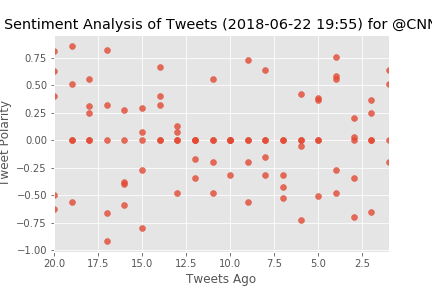 Sentiment Analysis of Tweets (2018-06-22 19:55) for @CNN
Tweet Polarity
0.75
0.50
0.25
0.00
−0.25
−0.50
−0.75
−1.00
20.0 17.5 15.0 12.5 10.0 7.5 5.0 2.5
Tweets Ago